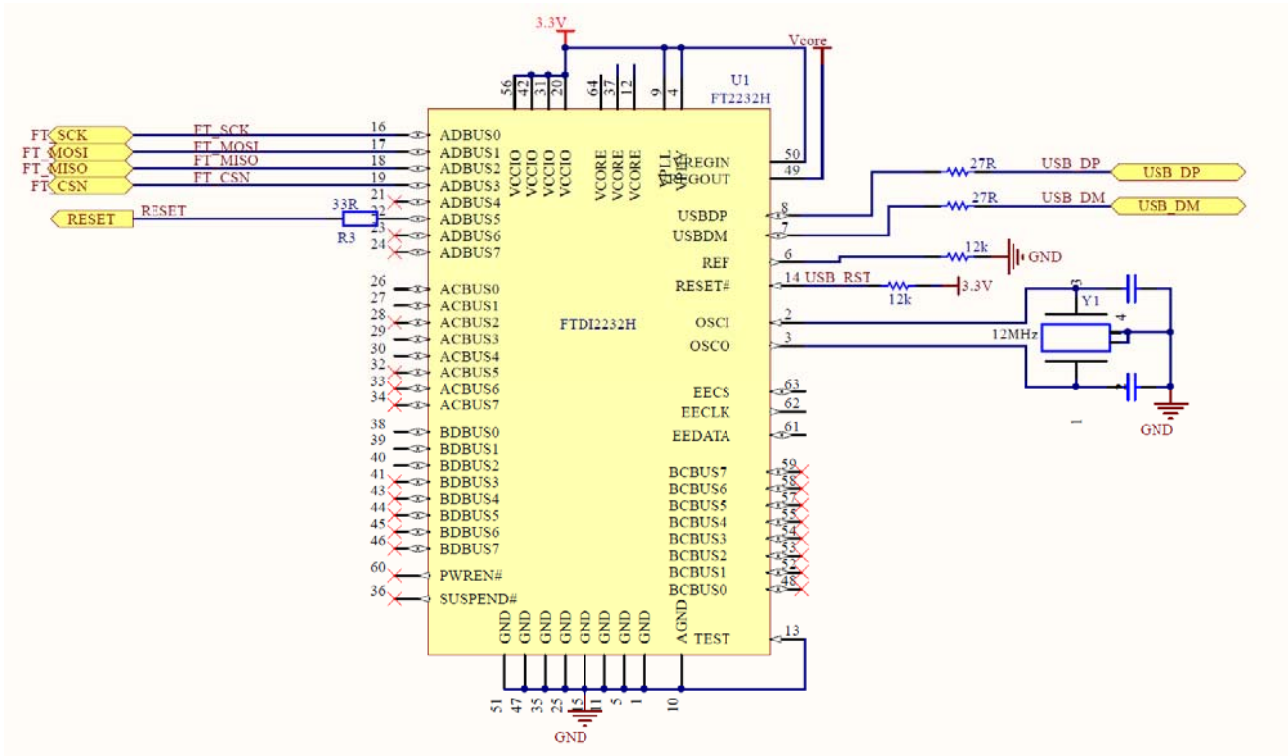 3.3V
Vcore
56 42 31 20 64 37 12 9 4
U1
FT2232H
VCCIO VCCIO VCCIO VCCIO VCORE VCORE VCORE VPLL VPHY
FT_SCK FT_SCK 16 ADBUS0
FT_MOSI FT_MOSI 17 ADBUS1
FT_MISO FT_MISO 18 ADBUS2
FT_CSN FT_CSN 19 ADBUS3
21 ADBUS4
RESET RESET 33R R3 22 ADBUS5
23 ADBUS6
24 ADBUS7
26 ACBUS0
27 ACBUS1
28 ACBUS2
29 ACBUS3
30 ACBUS4
32 ACBUS5
33 ACBUS6
34 ACBUS7
38 BDBUS0
39 BDBUS1
40 BDBUS2
41 BDBUS3
43 BDBUS4
44 BDBUS5
45 BDBUS6
46 BDBUS7
60 PWREN#
36 SUSPEND#
FTDI2232H
VREGIN 50
VREGOUT 49
USBDP 8 27R USB_DP USB_DP
USBDM 7 27R USB_DM USB_DM
REF 6 12k GND
RESET# 14 USB_RST 12k 3.3V
OSCI 2
OSCO 3
12MHz Y1 3 4 1
GND
EECS 63
EECLK 62
EEDATA 61
BCBUS7 59
BCBUS6 58
BCBUS5 57
BCBUS4 55
BCBUS3 54
BCBUS2 53
BCBUS1 52
BCBUS0 48
TEST 13
GND GND GND GND GND GND GND GND AGND
51 47 35 25 15 11 5 1 10
GND